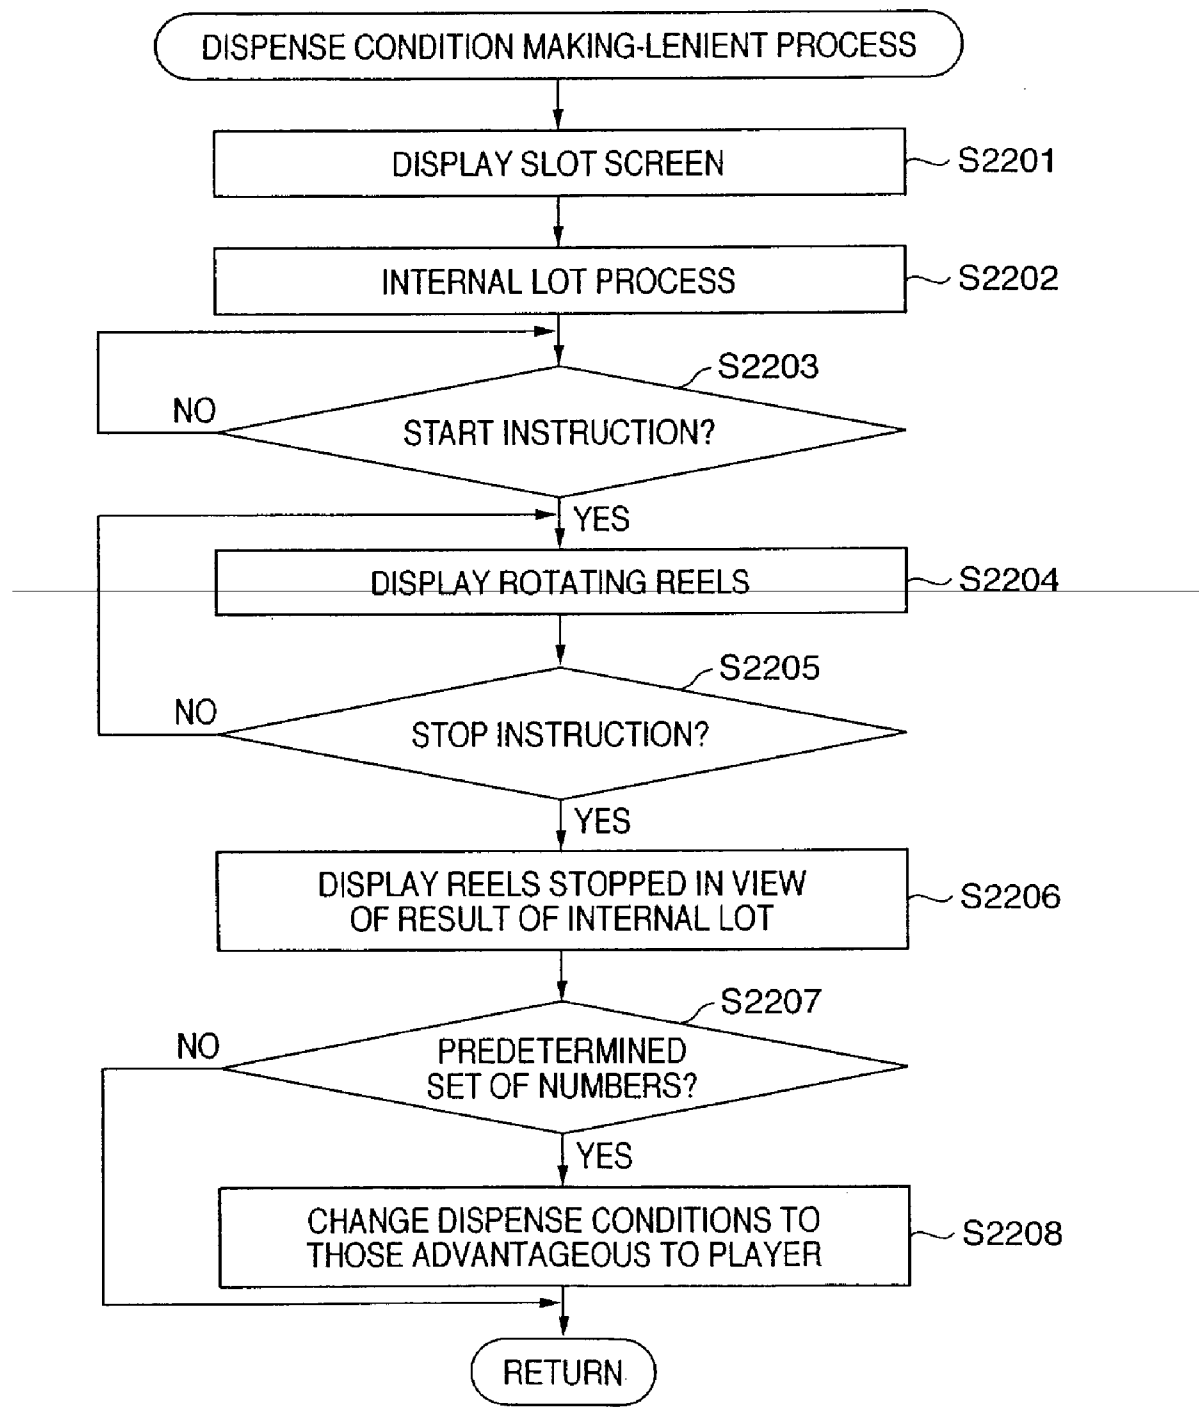 DISPENSE CONDITION MAKING-LENIENT PROCESS
DISPLAY SLOT SCREEN
S2201
INTERNAL LOT PROCESS
S2202
S2203
NO
START INSTRUCTION?
YES
DISPLAY ROTATING REELS
S2204
S2205
NO
STOP INSTRUCTION?
YES
DISPLAY REELS STOPPED IN VIEW
OF RESULT OF INTERNAL LOT
S2206
S2207
NO
PREDETERMINED
SET OF NUMBERS?
YES
CHANGE DISPENSE CONDITIONS TO
THOSE ADVANTAGEOUS TO PLAYER
S2208
RETURN